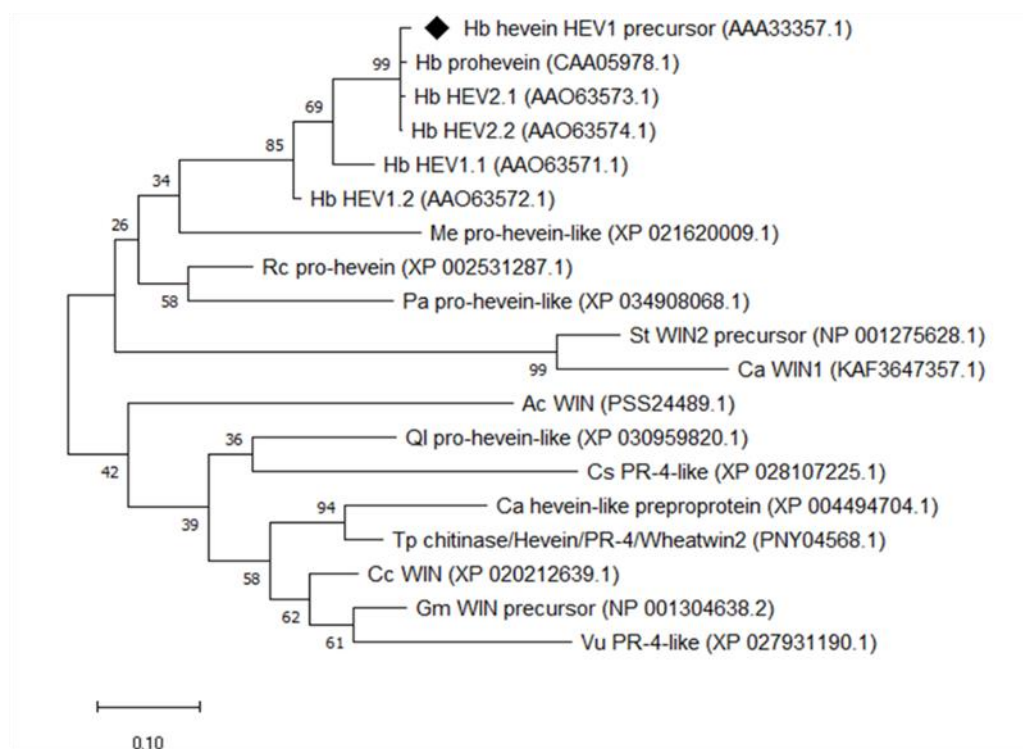 Hb hevein HEV1 precursor (AAA33357.1)
99
Hb prohevein (CAA05978.1)
Hb HEV2.1 (AAO63573.1)
69
Hb HEV2.2 (AAO63574.1)
85
Hb HEV1.1 (AAO63571.1)
34
Hb HEV1.2 (AAO63572.1)
26
Me pro-hevein-like (XP 021620009.1)
Rc pro-hevein (XP 002531287.1)
58
Pa pro-hevein-like (XP 034908068.1)
St WIN2 precursor (NP 001275628.1)
99
Ca WIN1 (KAF3647357.1)
Ac WIN (PSS24489.1)
36
Ql pro-hevein-like (XP 030959820.1)
42
Cs PR-4-like (XP 028107225.1)
94
Ca hevein-like preproprotein (XP 004494704.1)
39
Tp chitinase/Hevein/PR-4/Wheatwin2 (PNY04568.1)
58
Cc WIN (XP 020212639.1)
62
Gm WIN precursor (NP 001304638.2)
61
Vu PR-4-like (XP 027931190.1)
0.10